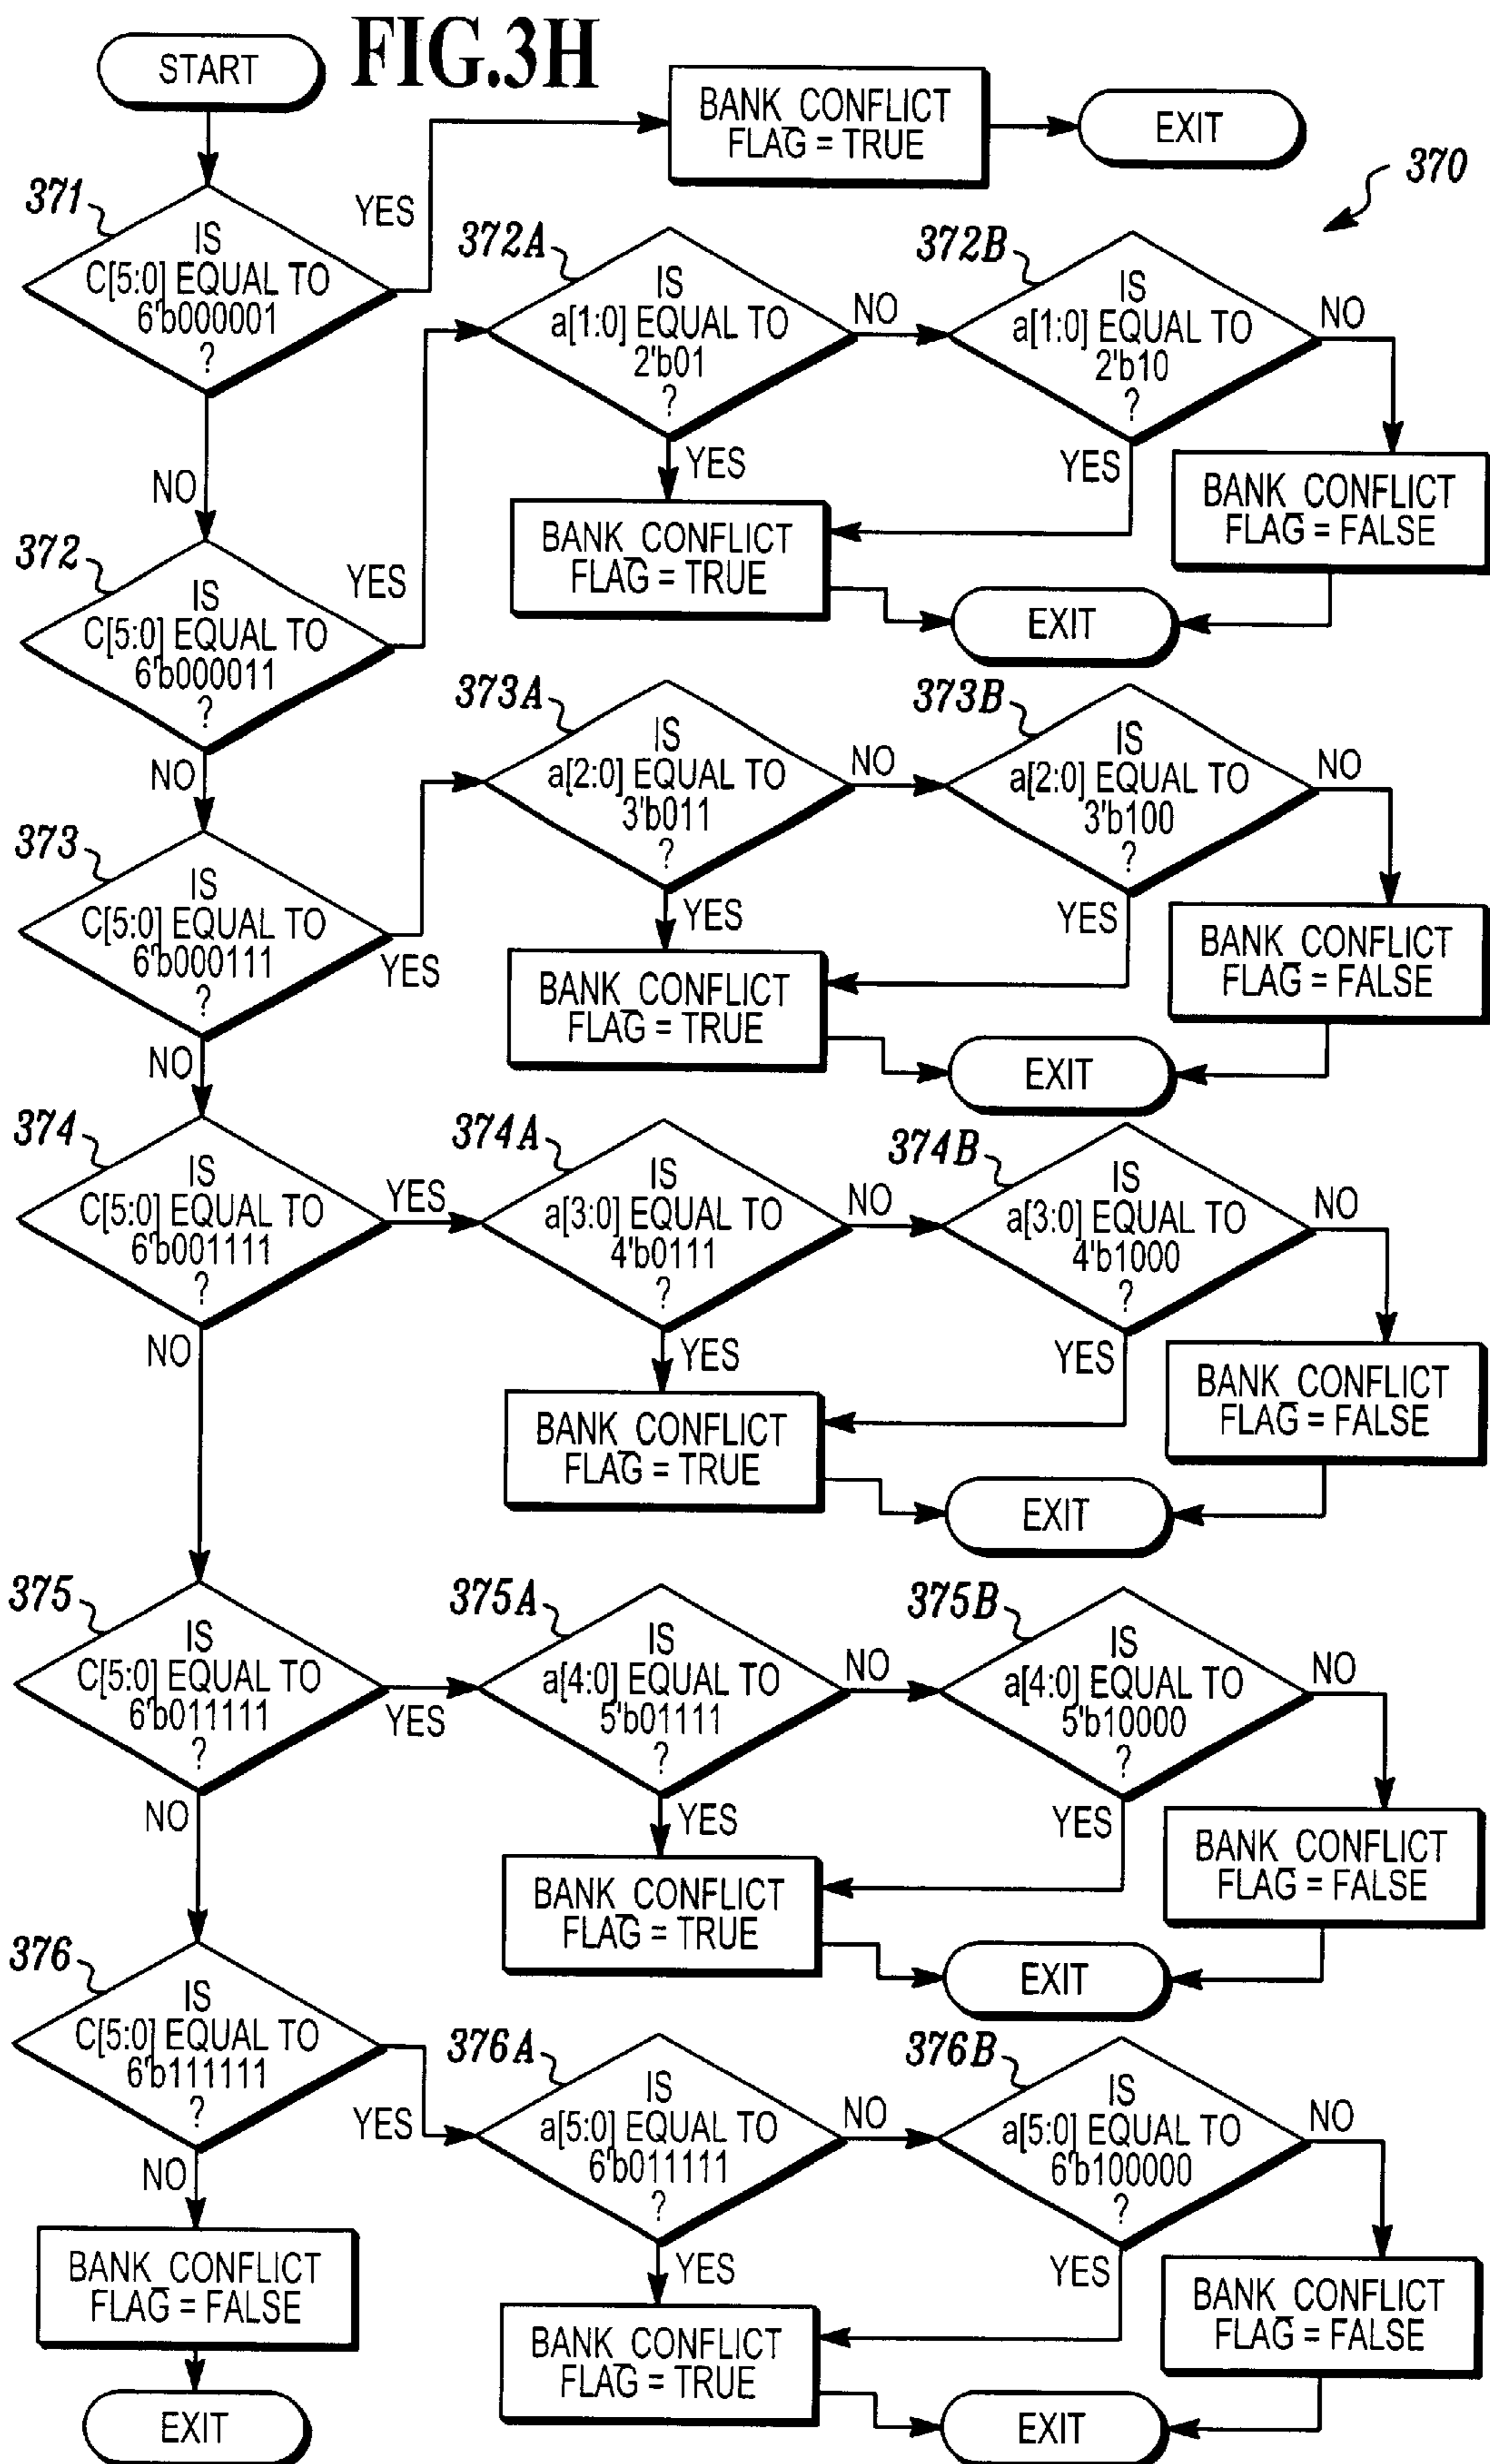 FIG.3H
START
BANK_CONFLICT
FLAG = TRUE
EXIT
370
371
IS
C[5:0] EQUAL TO
6'b000001
?
YES
NO
372
IS
C[5:0] EQUAL TO
6'b000011
?
YES
NO
372A
IS
a[1:0] EQUAL TO
2'b01
?
NO
YES
372B
IS
a[1:0] EQUAL TO
2'b10
?
NO
YES
BANK_CONFLICT
FLAG = TRUE
BANK_CONFLICT
FLAG = FALSE
EXIT
373
IS
C[5:0] EQUAL TO
6'b000111
?
YES
NO
373A
IS
a[2:0] EQUAL TO
3'b011
?
NO
YES
373B
IS
a[2:0] EQUAL TO
3'b100
?
NO
YES
BANK_CONFLICT
FLAG = TRUE
BANK_CONFLICT
FLAG = FALSE
EXIT
374
IS
C[5:0] EQUAL TO
6'b001111
?
YES
NO
374A
IS
a[3:0] EQUAL TO
4'b0111
?
NO
YES
374B
IS
a[3:0] EQUAL TO
4'b1000
?
NO
YES
BANK_CONFLICT
FLAG = TRUE
BANK_CONFLICT
FLAG = FALSE
EXIT
375
IS
C[5:0] EQUAL TO
6'b011111
?
YES
NO
375A
IS
a[4:0] EQUAL TO
5'b01111
?
NO
YES
375B
IS
a[4:0] EQUAL TO
5'b10000
?
NO
YES
BANK_CONFLICT
FLAG = TRUE
BANK_CONFLICT
FLAG = FALSE
EXIT
376
IS
C[5:0] EQUAL TO
6'b111111
?
YES
NO
376A
IS
a[5:0] EQUAL TO
6'b011111
?
NO
YES
376B
IS
a[5:0] EQUAL TO
6'b100000
?
NO
YES
BANK_CONFLICT
FLAG = FALSE
EXIT
BANK_CONFLICT
FLAG = TRUE
BANK_CONFLICT
FLAG = FALSE
EXIT